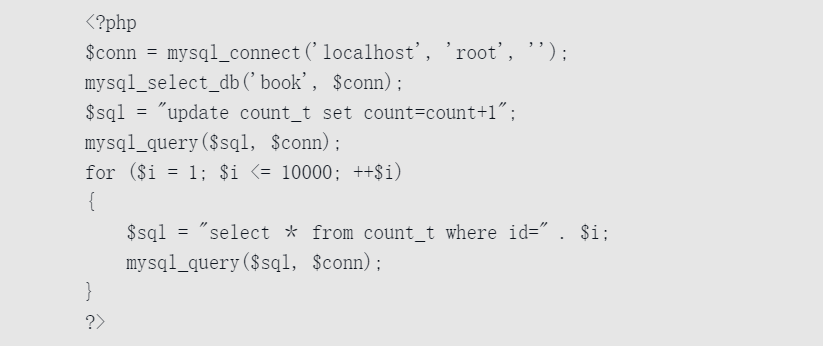 <?php
$conn = mysql_connect('localhost', 'root', '');
mysql_select_db('book', $conn);
$sql = "update count_t set count=count+1";
mysql_query($sql, $conn);
for ($i = 1; $i <= 10000; ++$i)
{
    $sql = "select * from count_t where id=" . $i;
    mysql_query($sql, $conn);
}
?>